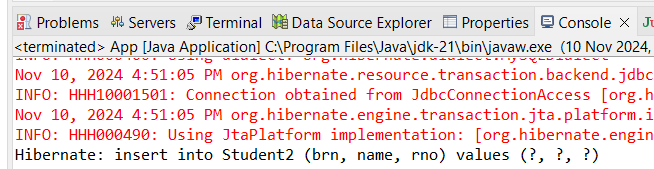 Problems Servers Terminal Data Source Explorer Properties Console
<terminated> App [Java Application] C:\Program Files\Java\jdk-21\bin\javaw.exe (10 Nov 2024,
Nov 10, 2024 4:51:05 PM org.hibernate.resource.transaction.backend.jdbc
INFO: HHH10001501: Connection obtained from JdbcConnectionAccess [org.h
Nov 10, 2024 4:51:05 PM org.hibernate.engine.transaction.jta.platform.i
INFO: HHH000490: Using JtaPlatform implementation: [org.hibernate.engin
Hibernate: insert into Student2 (brn, name, rno) values (?, ?, ?)